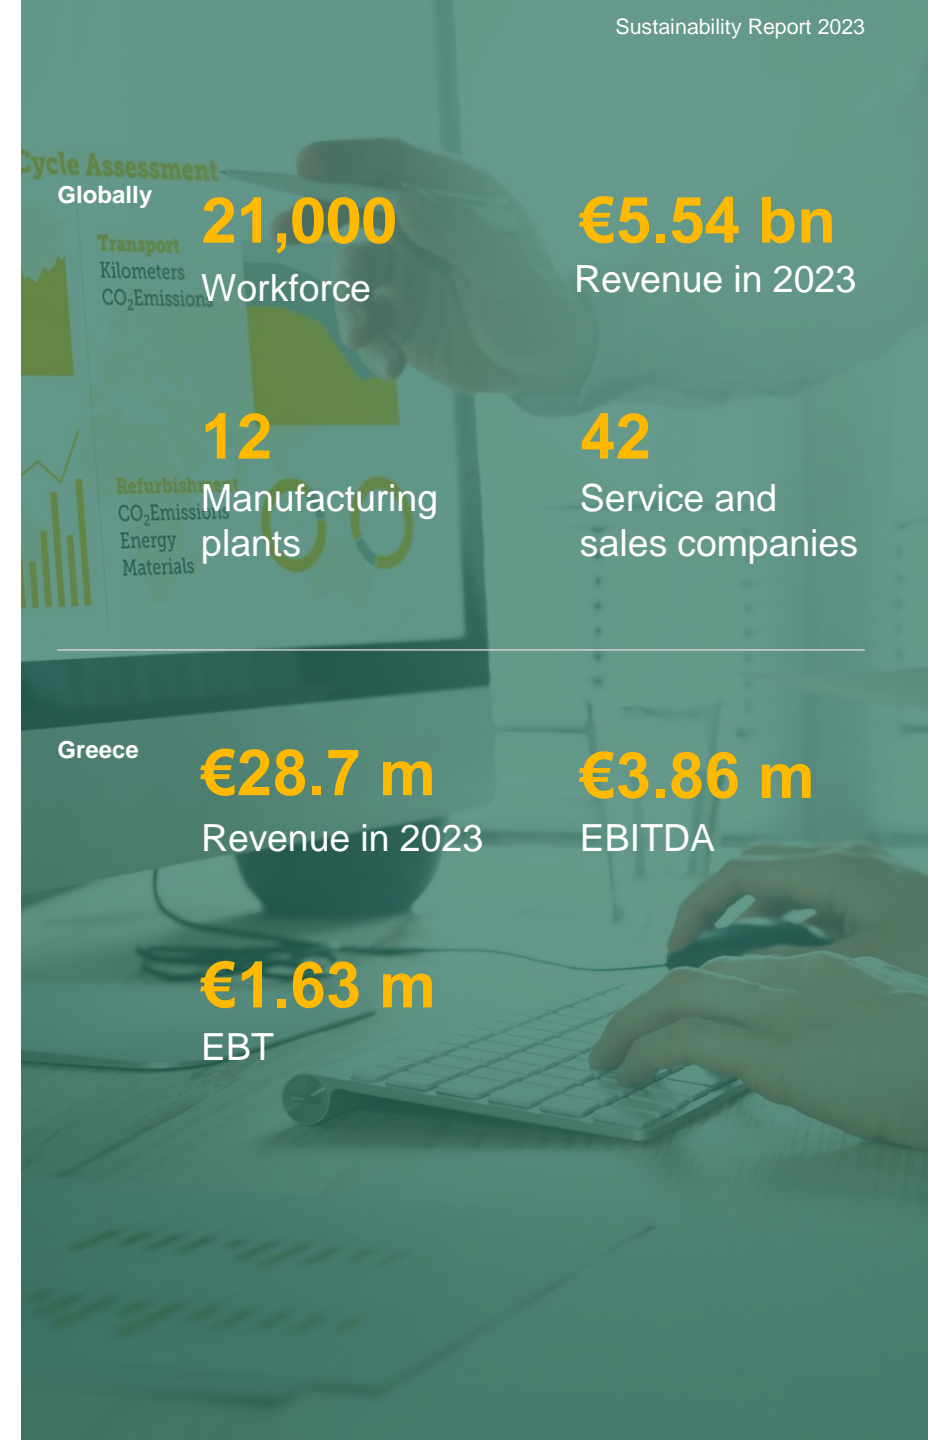 Sustainability Report 2023
Cycle Assessment
Globally
21,000
Workforce
€5.54 bn
Revenue in 2023
Transport
Kilometers
CO₂Emissions
12
Manufacturing
plants
42
Service and
sales companies
Refurbishment
CO₂Emissions
Energy
Materials
Greece
€28.7 m
Revenue in 2023
€3.86 m
EBITDA
€1.63 m
EBT